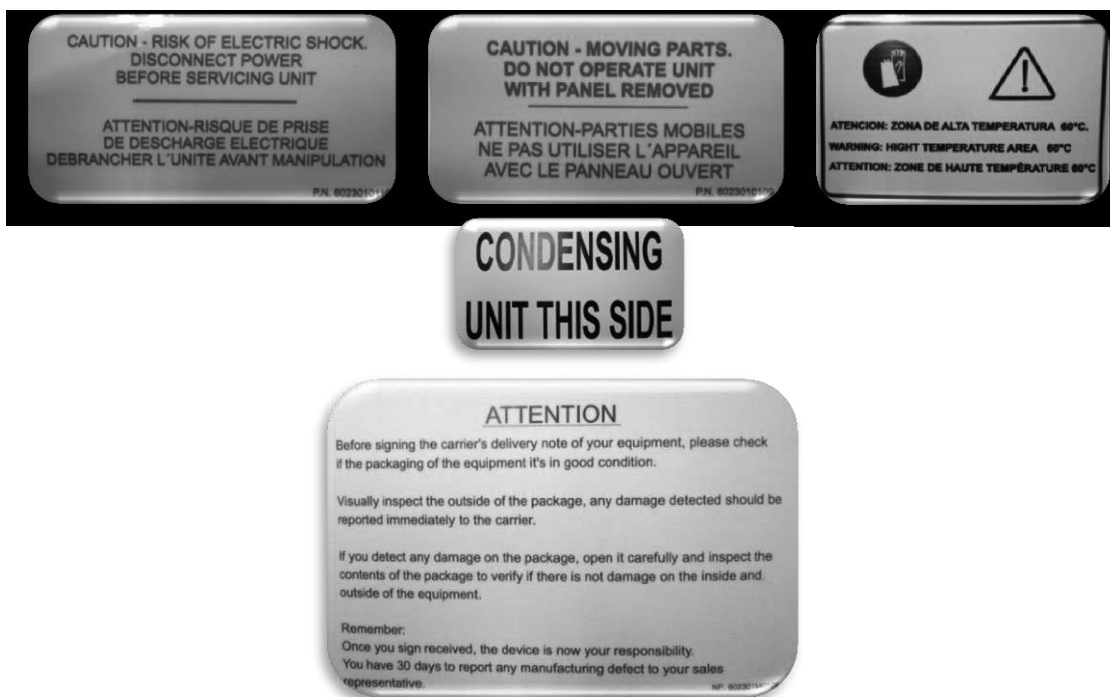 CAUTION - RISK OF ELECTRIC SHOCK.
DISCONNECT POWER
BEFORE SERVICING UNIT
ATTENTION-RISQUE DE PRISE
DE DESCHARGE ELECTRIQUE
DEBRANCHER L´UNITE AVANT MANIPULATION
P.N.
CAUTION - MOVING PARTS.
DO NOT OPERATE UNIT
WITH PANEL REMOVED
ATTENTION-PARTIES MOBILES
NE PAS UTILISER L´APPAREIL
AVEC LE PANNEAU OUVERT
P.N. 6023010109
ATENCION: ZONA DE ALTA TEMPERATURA 60°C.
WARNING: HIGHT TEMPERATURE AREA 60°C
ATTENTION: ZONE DE HAUTE TEMPÉRATURE 60°C
CONDENSING
UNIT THIS SIDE
ATTENTION
Before signing the carrier's delivery note of your equipment, please check
if the packaging of the equipment it's in good condition.
Visually inspect the outside of the package, any damage detected should be
reported immediately to the carrier.
If you detect any damage on the package, open it carefully and inspect the
contents of the package to verify if there is not damage on the inside and
outside of the equipment.
Remember:
Once you sign received, the device is now your responsibility.
You have 30 days to report any manufacturing defect to your sales
representative.
NP.